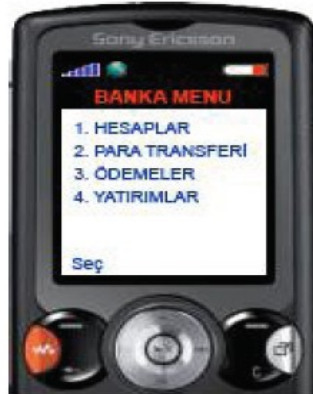 Sony Ericsson
BANKA MENU
1. HESAPLAR
2. PARA TRANSFERİ
3. ÖDEMELER
4. YATIRIMLAR
Seç
C